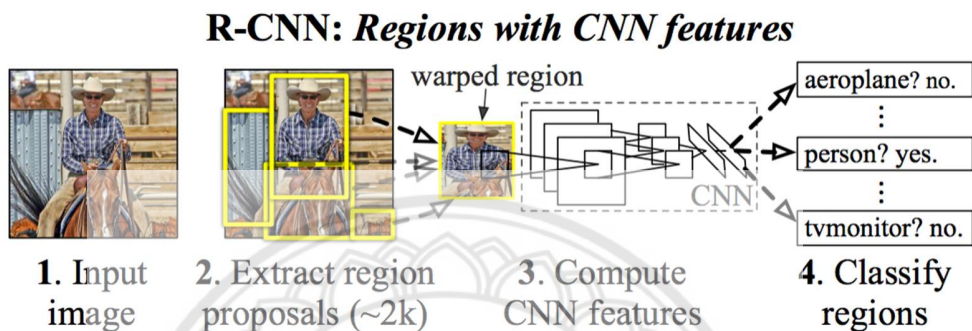 R-CNN: Regions with CNN features
warped region
aeroplane? no.
person? yes.
tvmonitor? no.
CNN
1. Input image
2. Extract region proposals (~2k)
3. Compute CNN features
4. Classify regions